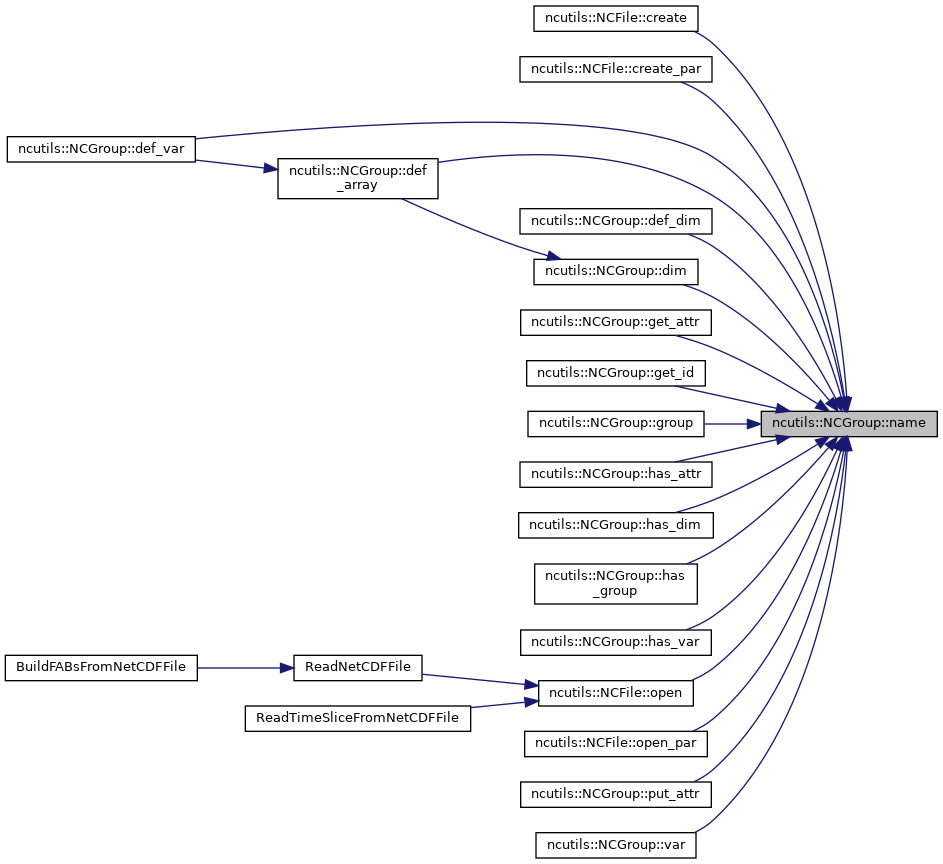 ncutils::NCFile::create
ncutils::NCFile::create_par
ncutils::NCGroup::def_var
ncutils::NCGroup::def
_array
ncutils::NCGroup::def_dim
ncutils::NCGroup::dim
ncutils::NCGroup::get_attr
ncutils::NCGroup::get_id
ncutils::NCGroup::group
ncutils::NCGroup::name
ncutils::NCGroup::has_attr
ncutils::NCGroup::has_dim
ncutils::NCGroup::has
_group
ncutils::NCGroup::has_var
BuildFABsFromNetCDFFile
ReadNetCDFFile
ncutils::NCFile::open
ReadTimeSliceFromNetCDFFile
ncutils::NCFile::open_par
ncutils::NCGroup::put_attr
ncutils::NCGroup::var